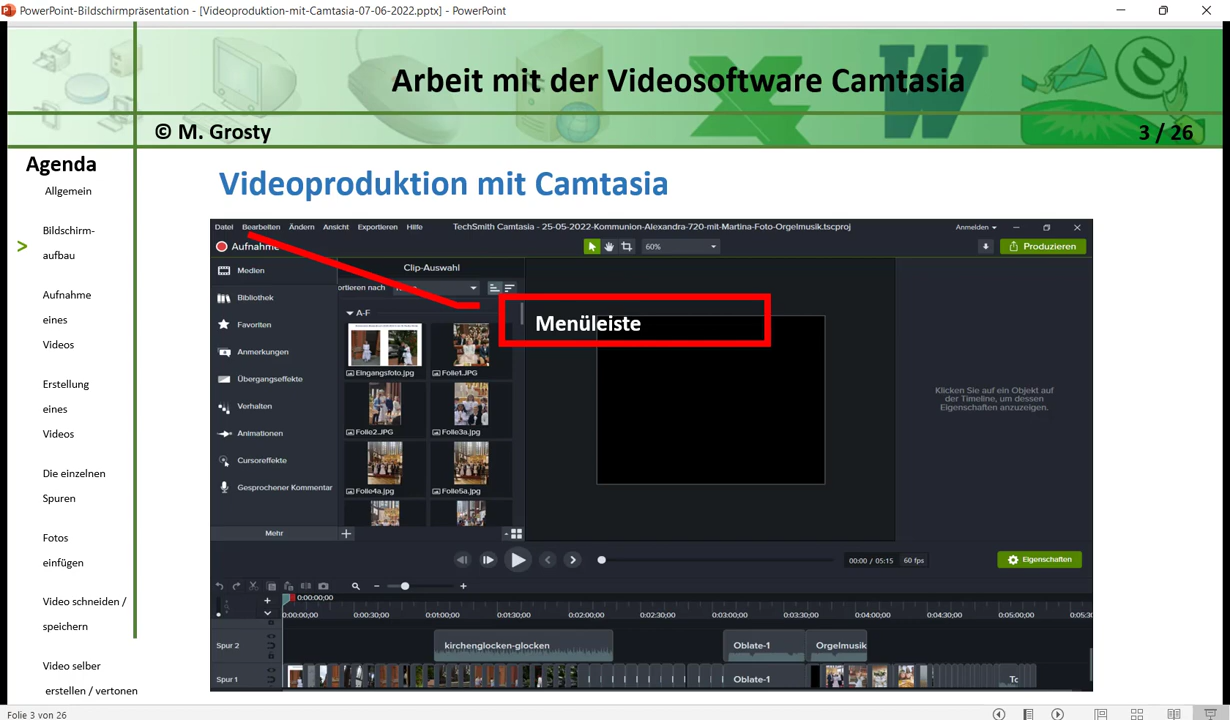 PowerPoint-Bildschirmpräsentation - [Videoproduktion-mit-Camtasia-07-06-2022.pptx] - PowerPoint
Arbeit mit der Videosoftware Camtasia
© M. Grosty
3 / 26
Agenda
Allgemein
Bildschirm-
>
aufbau
Aufnahme
eines
Videos
Erstellung
eines
Videos
Die einzelnen
Spuren
Fotos
einfügen
Video schneiden /
speichern
Video selber
erstellen / vertonen
Videoproduktion mit Camtasia
Datei Bearbeiten Ändern Ansicht Exportieren Hilfe
TechSmith Camtasia - 25-05-2022-Kommunion-Alexandra-720-mit-Martina-Foto-Orgelmusik.tscproj
Anmelden
Aufnahme
60%
Produzieren
Medien
Bibliothek
Favoriten
Anmerkungen
Übergangseffekte
Verhalten
Animationen
Cursoreffekte
Gesprochener Kommentar
Mehr
Clip-Auswahl
ortieren nach
A-F
Eingangsfoto.jpg
Folie1.JPG
Folie2.JPG
Folie3a.jpg
Folie4a.jpg
Folie5a.jpg
Menüleiste
Klicken Sie auf ein Objekt auf
der Timeline, um dessen
Eigenschaften anzuzeigen.
00:00 / 05:15
60 fps
Eigenschaften
0:00:00;00
0:00:00;00 0:00:30;00 0:01:00;00 0:01:30;00 0:02:00;00 0:02:30;00 0:03:00;00 0:03:30;00 0:04:00;00 0:04:30;00 0:05:00;00 0:05:30
Spur 2
kirchenglocken-glocken
Oblate-1
Orgelmusik
Spur 1
Oblate-1
Tc
Folie 3 von 26